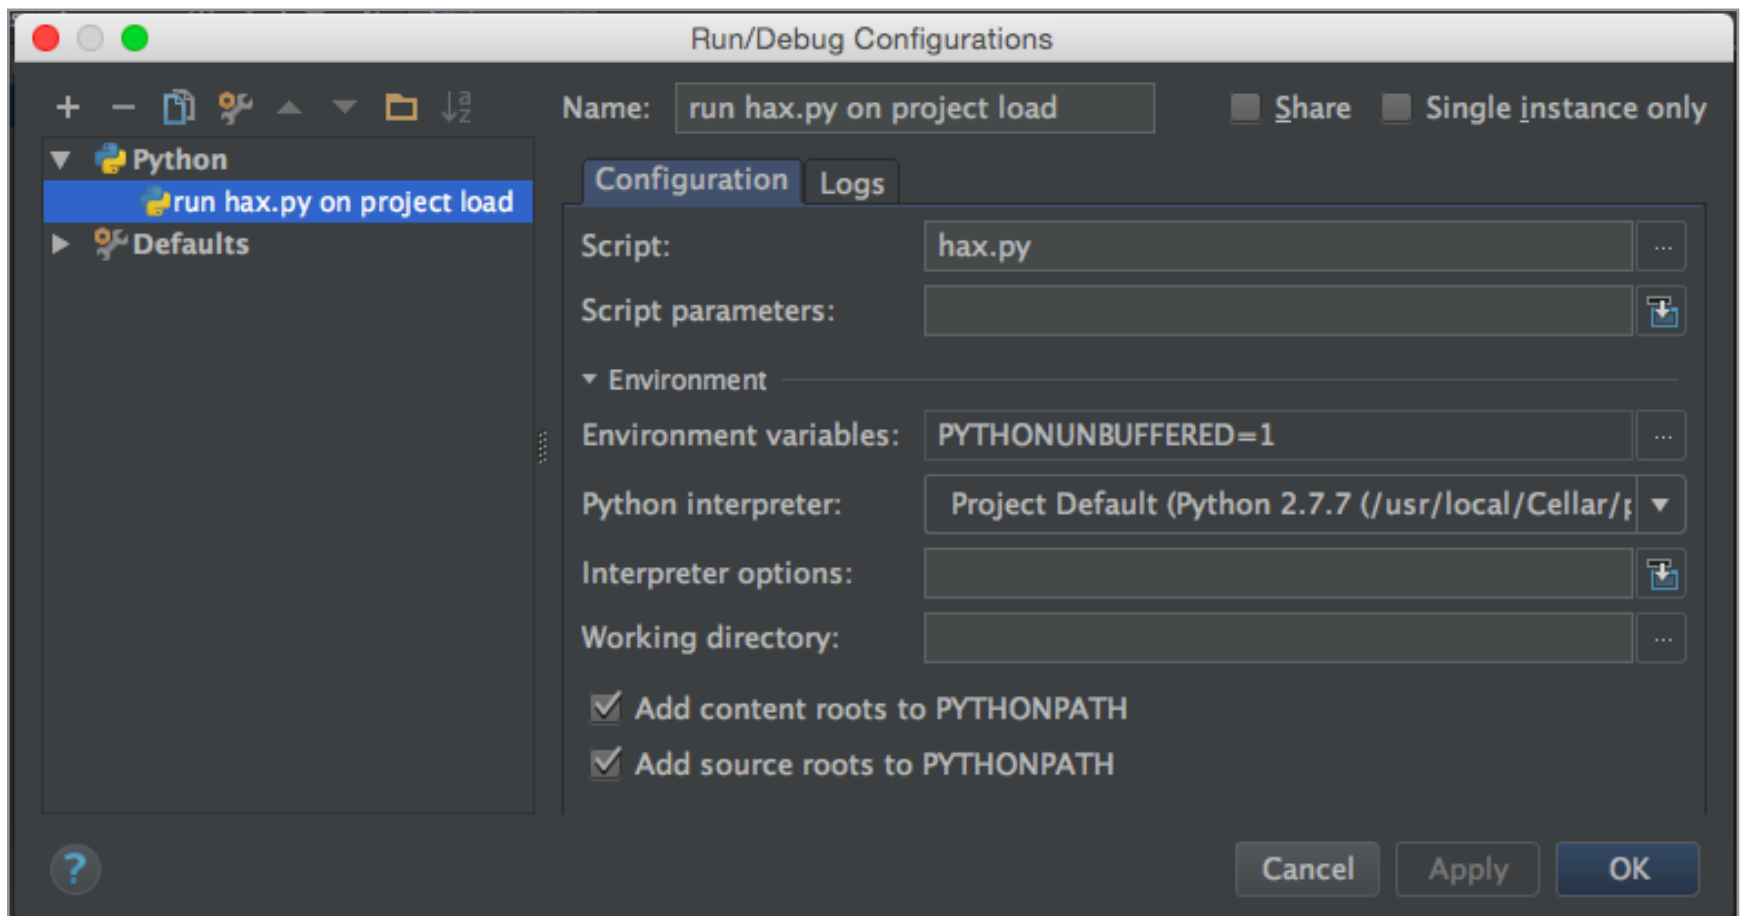 Run/Debug Configurations
Name: run hax.py on project load Share Single instance only
Python
run hax.py on project load
Defaults
Configuration Logs
Script: hax.py ...
Script parameters:
Environment
Environment variables: PYTHONUNBUFFERED=1 ...
Python interpreter: Project Default (Python 2.7.7 (/usr/local/Cellar/
Interpreter options:
Working directory: ...
Add content roots to PYTHONPATH
Add source roots to PYTHONPATH
? Cancel Apply OK